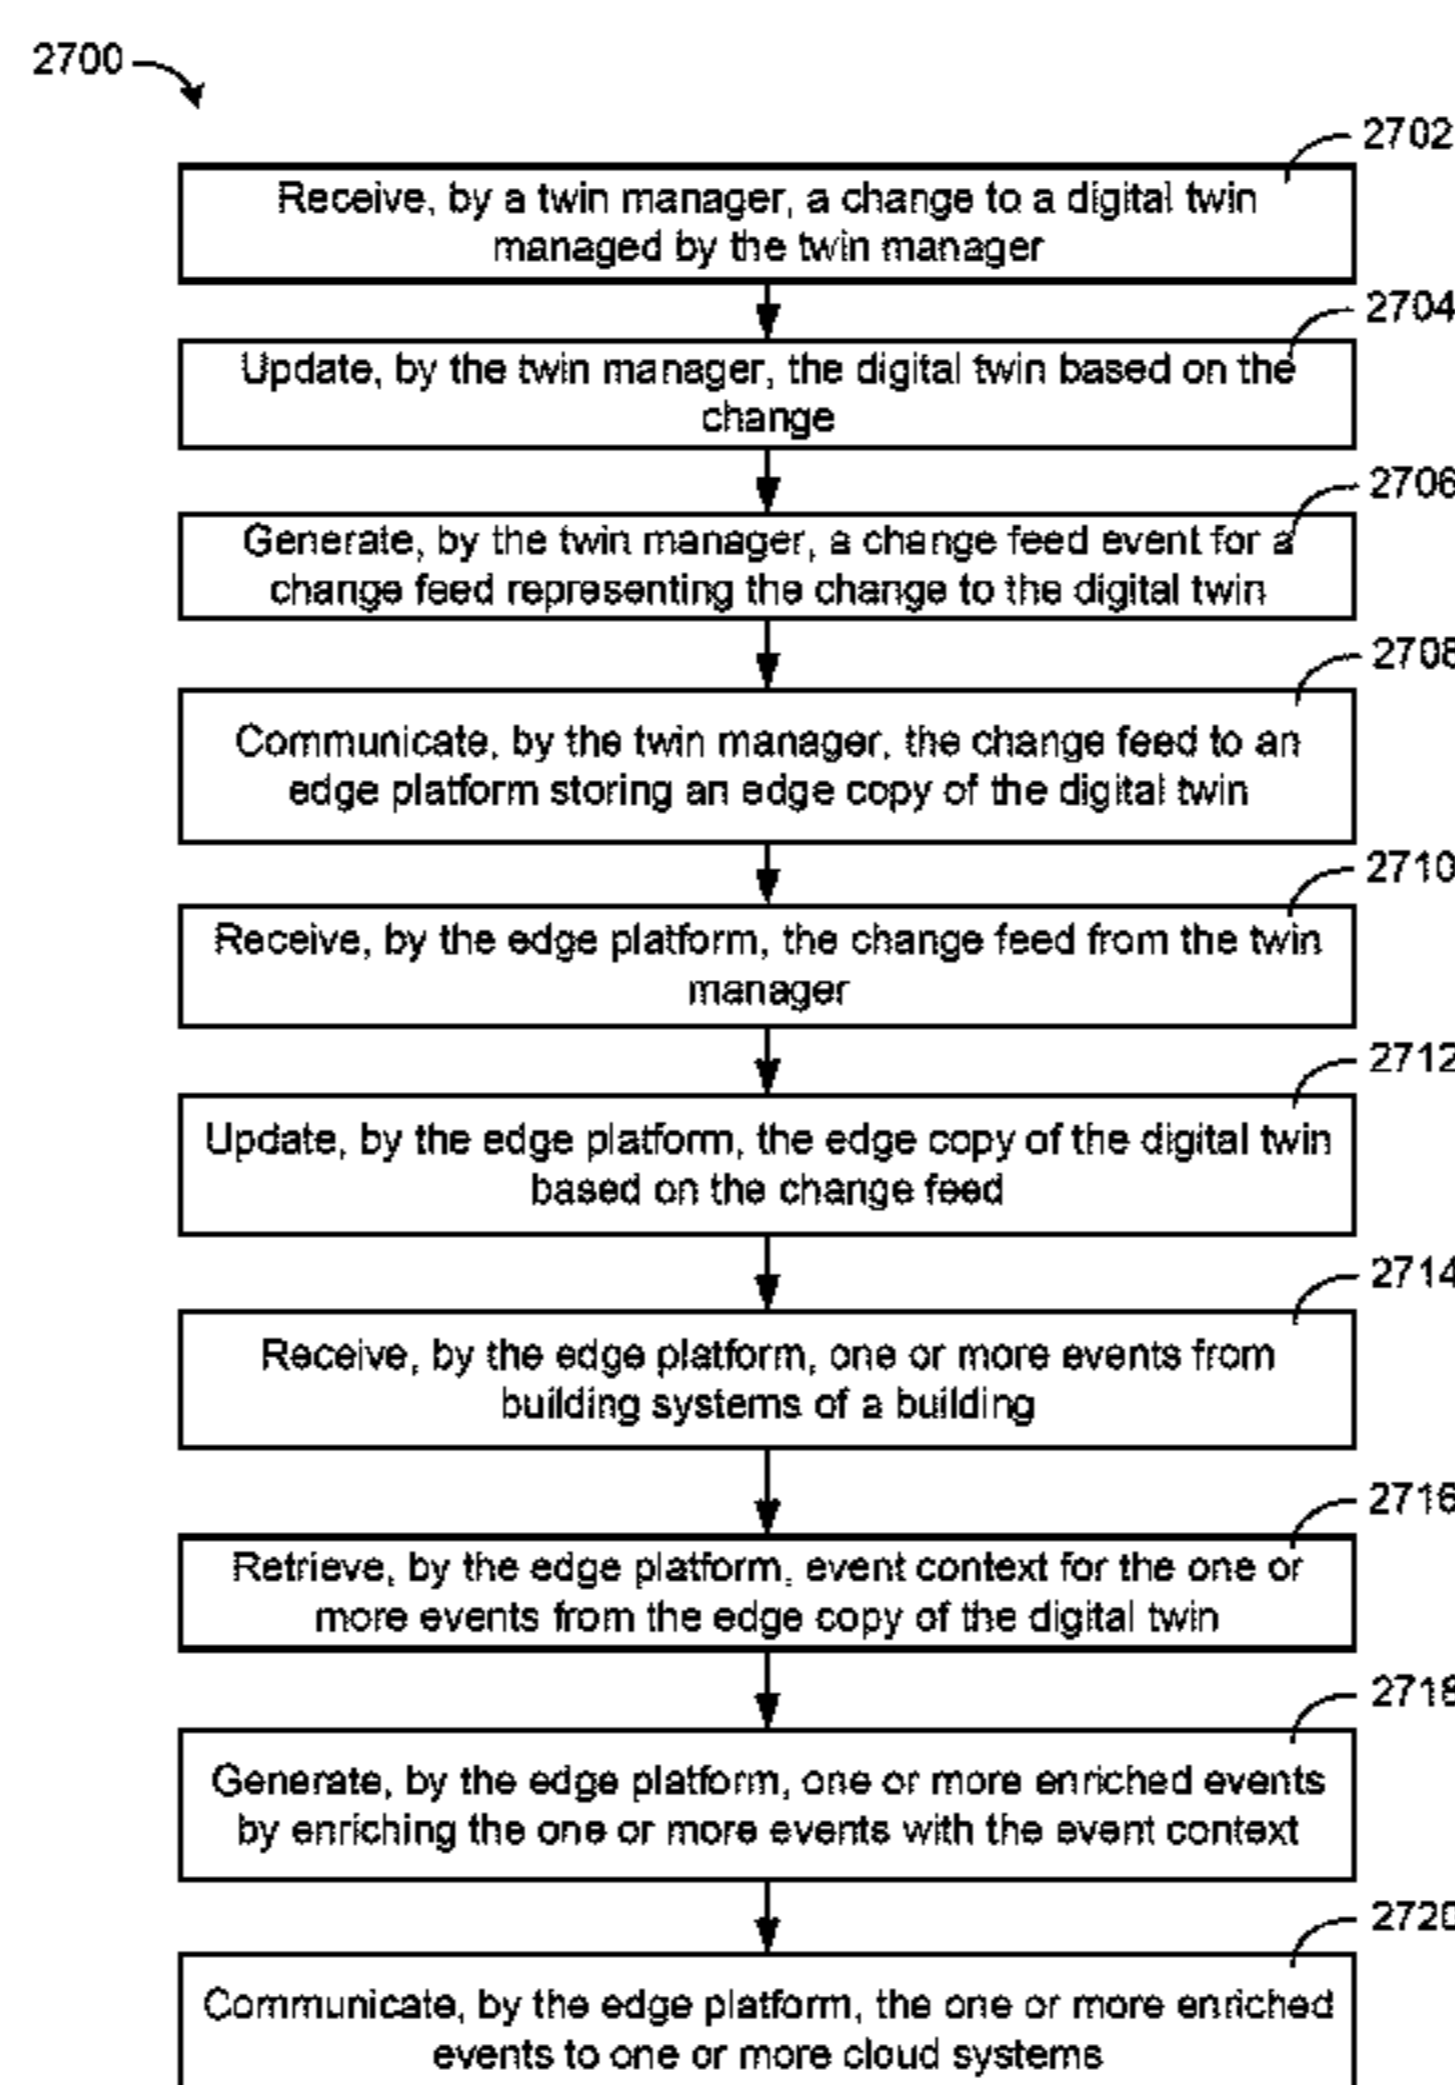 2700
2702
Receive, by a twin manager, a change to a digital twin
managed by the twin manager
2704
Update, by the twin manager, the digital twin based on the
change
2706
Generate, by the twin manager, a change feed event for a
change feed representing the change to the digital twin
2708
Communicate, by the twin manager, the change feed to an
edge platform storing an edge copy of the digital twin
2710
Receive, by the edge platform, the change feed from the twin
manager
2712
Update, by the edge platform, the edge copy of the digital twin
based on the change feed
2714
Receive, by the edge platform, one or more events from
building systems of a building
2716
Retrieve, by the edge platform, event context for the one or
more events from the edge copy of the digital twin
2718
Generate, by the edge platform, one or more enriched events
by enriching the one or more events with the event context
2720
Communicate, by the edge platform, the one or more enriched
events to one or more cloud systems